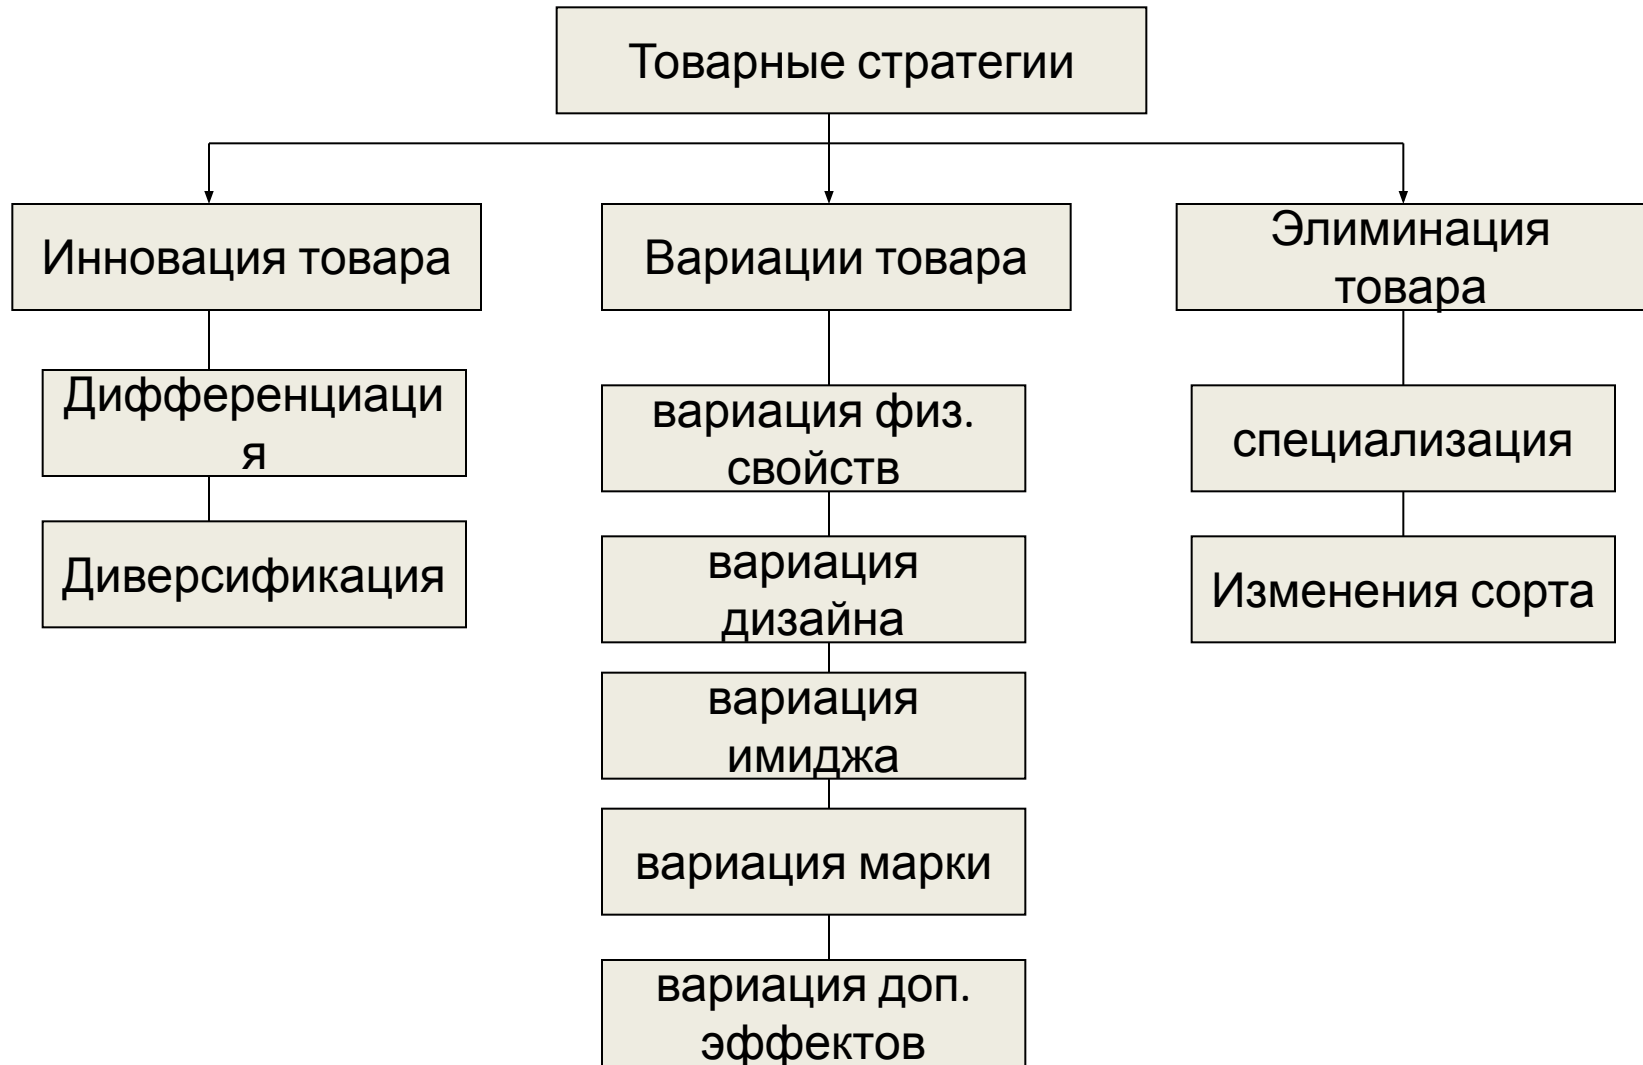 Товарные стратегии
Инновация товара
Вариации товара
Элиминация
товара
Дифференциаци
я
Диверсификация
вариация физ.
свойств
вариация
дизайна
вариация
имиджа
вариация марки
вариация доп.
эффектов
специализация
Изменения сорта